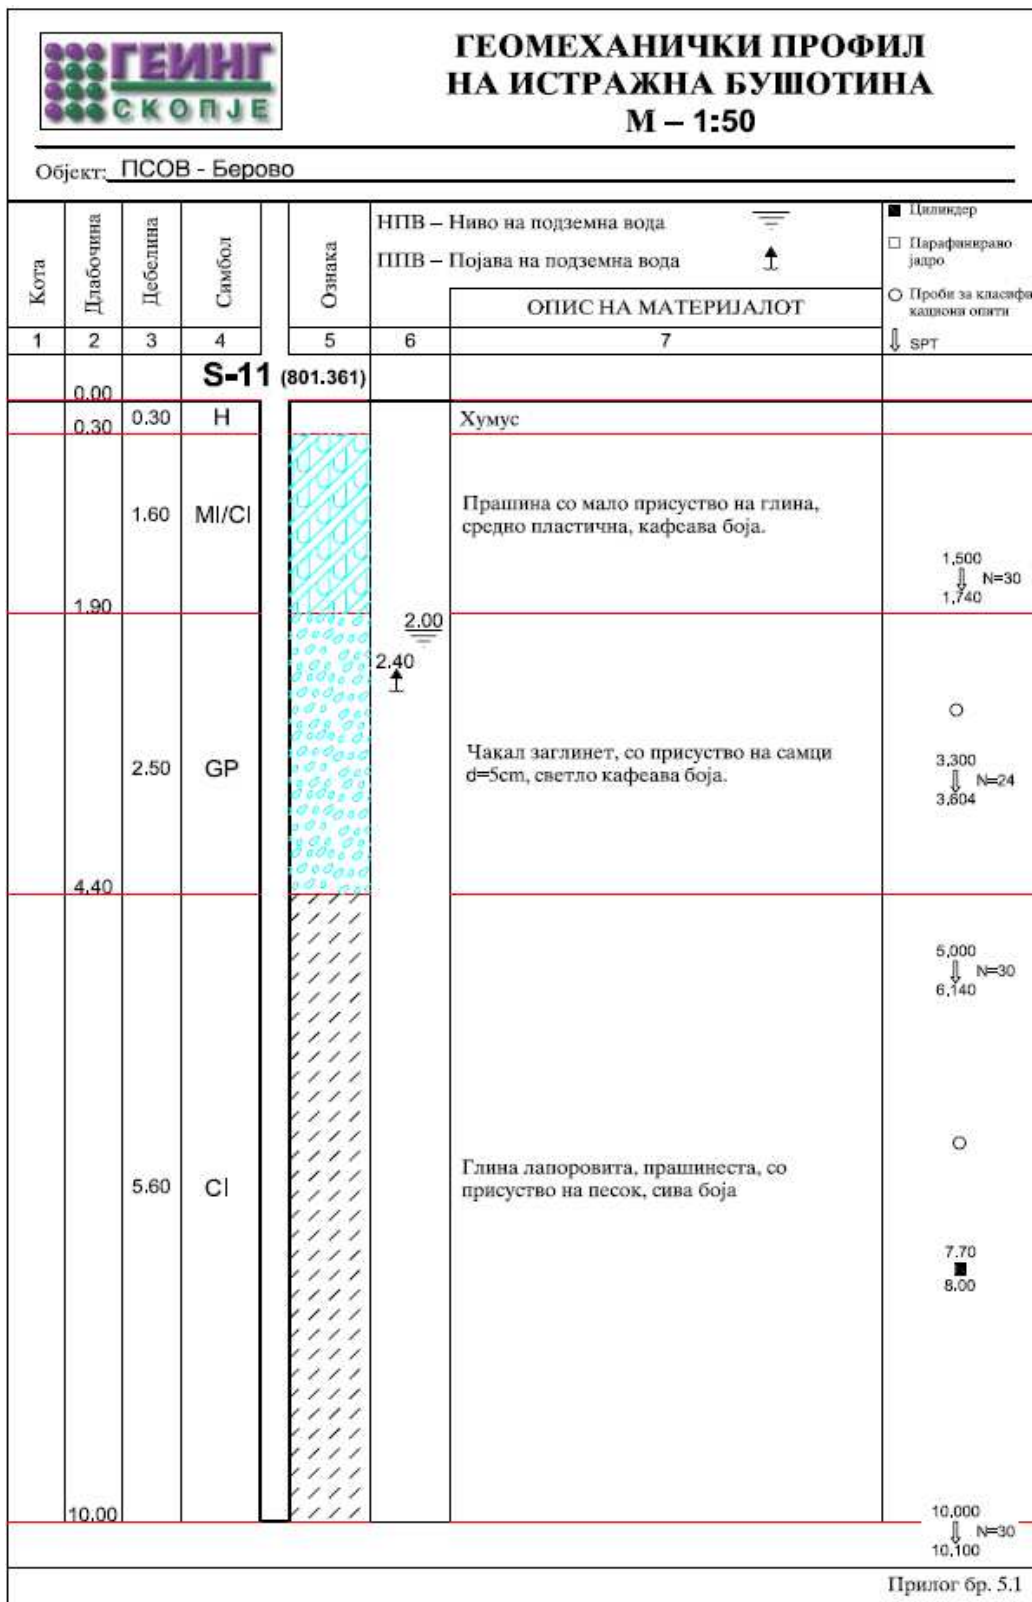 ГЕИНГ
СКОПЈЕ
ГЕОМЕХАНИЧКИ ПРОФИЛ
НА ИСТРАЖНА БУШОТИНА
М – 1:50
Објект: ПСОВ - Берово
Кота
Длабочина
Дебелина
Симбол
Ознака
НПВ – Ниво на подземна вода
ППВ – Појава на подземна вода
ОПИС НА МАТЕРИЈАЛОТ
Цилиндер
Парафинирано
јадро
Проби за класифи
кациони опити
SPT
1 2 3 4 5 6 7
S-11 (801.361)
0.00
0.30 0.30 H Хумус
1.60 Ml/Cl Прашина со мало присуство на глина,
средно пластична, кафеава боја.
1,500
N=30
1,740
1.90
2.00
2.40
2.50 GP Чакал заглинет, со присуство на самци
d=5cm, светло кафеава боја.
3,300
N=24
3,604
4.40
5,000
N=30
6,140
5.60 Cl Глина лапоровита, прашинеста, со
присуство на песок, сива боја
7.70
8.00
10.00
10,000
N=30
10,100
Прилог бр. 5.1